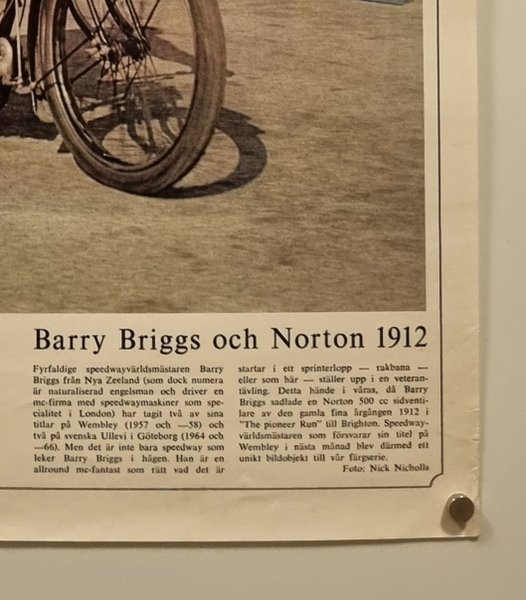 Barry Briggs och Norton 1912
Fyrfaldige speedwayvärldsmästaren Barry
Briggs från Nya Zeeland (som dock numera
är naturaliserad engelsman och driver en
mc-firma med speedwaymaskiner som spe-
cialitet i London) har tagit två av sina
titlar på Wembley (1957 och —58) och
två på svenska Ullevi i Göteborg (1964 och
—66). Men det är inte bara speedway som
leker Barry Briggs i hågen. Han är en
allround mc-fantast som rätt vad det är
startar i ett sprinterlopp — rakbana —
eller som här — ställer upp i en veteran-
tävling. Detta hände i våras, då Barry
Briggs sadlade en Norton 500 cc sidventi-
lare av den gamla fina årgången 1912 i
"The pioneer Run" till Brighton. Speedway-
världsmästaren som försvarar sin titel på
Wembley i nästa månad blev därmed ett
unikt bildobjekt till vår färgserie.
Foto: Nick Nicholls